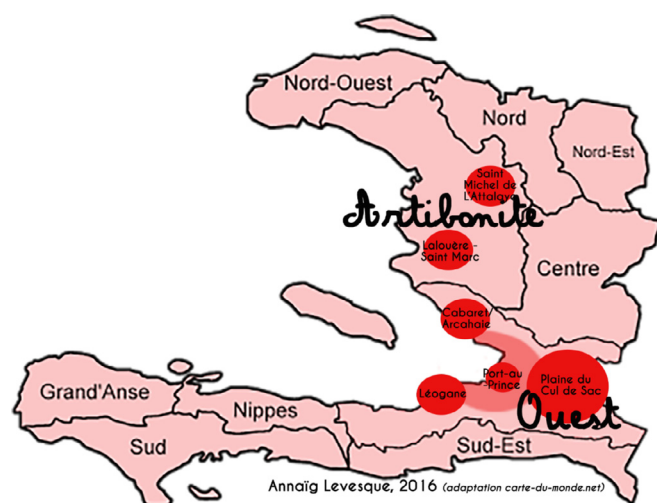 Nord-Ouest
Nord
Nord-Est
Saint
Michel de
L'Attalaye
Artibonite
Lalouère -
Saint Marc
Centre
Cabaret/
Arcahaie
Port-au
-Prince
Plaine du
Cul de Sac
Léogane
Grand'Anse
Nippes
Ouest
Sud
Sud-Est
Annaïg Levesque, 2016 (adaptation carte-du-monde.net)